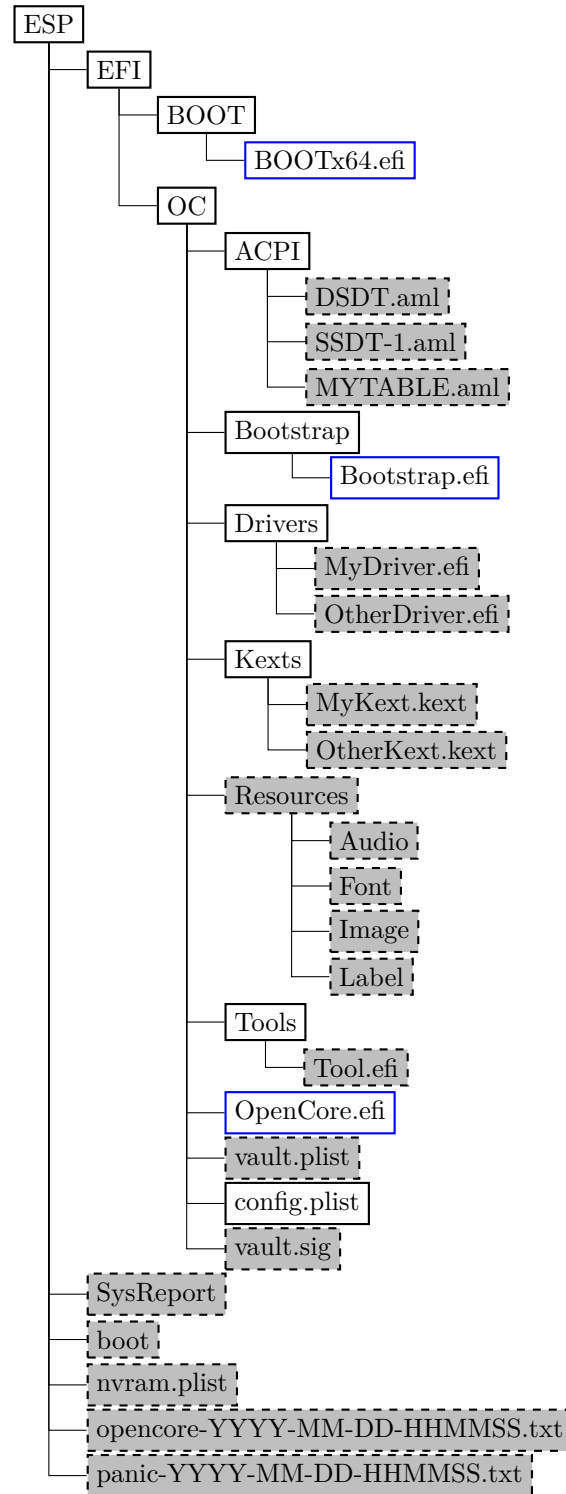 ESP
EFI
BOOT
BOOTx64.efi
OC
ACPI
DSDT.aml
SSDT-1.aml
MYTABLE.aml
Bootstrap
Bootstrap.efi
Drivers
MyDriver.efi
OtherDriver.efi
Kexts
MyKext.kext
OtherKext.kext
Resources
Audio
Font
Image
Label
Tools
Tool.efi
OpenCore.efi
vault.plist
config.plist
vault.sig
SysReport
boot
nvram.plist
opencore-YYYY-MM-DD-HHMMSS.txt
panic-YYYY-MM-DD-HHMMSS.txt